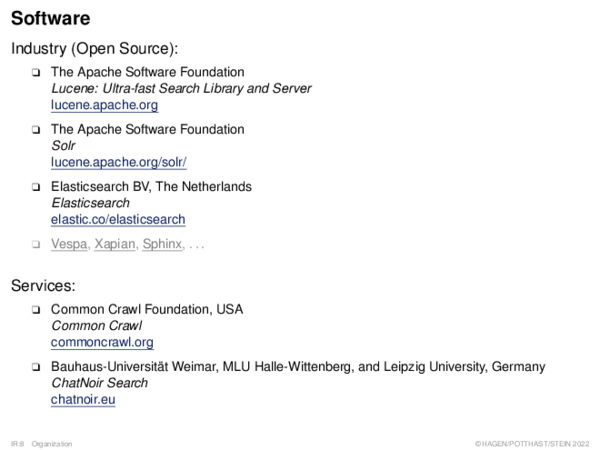 Software
Industry (Open Source):
❑ The Apache Software Foundation
Lucene: Ultra-fast Search Library and Server
lucene.apache.org
❑ The Apache Software Foundation
Solr
lucene.apache.org/solr/
❑ Elasticsearch BV, The Netherlands
Elasticsearch
elastic.co/elasticsearch
❑ Vespa, Xapian, Sphinx, . . .
Services:
❑ Common Crawl Foundation, USA
Common Crawl
commoncrawl.org
❑ Bauhaus-Universität Weimar, MLU Halle-Wittenberg, and Leipzig University, Germany
ChatNoir Search
chatnoir.eu
IR:8 Organization ©HAGEN/POTTHAST/STEIN 2022